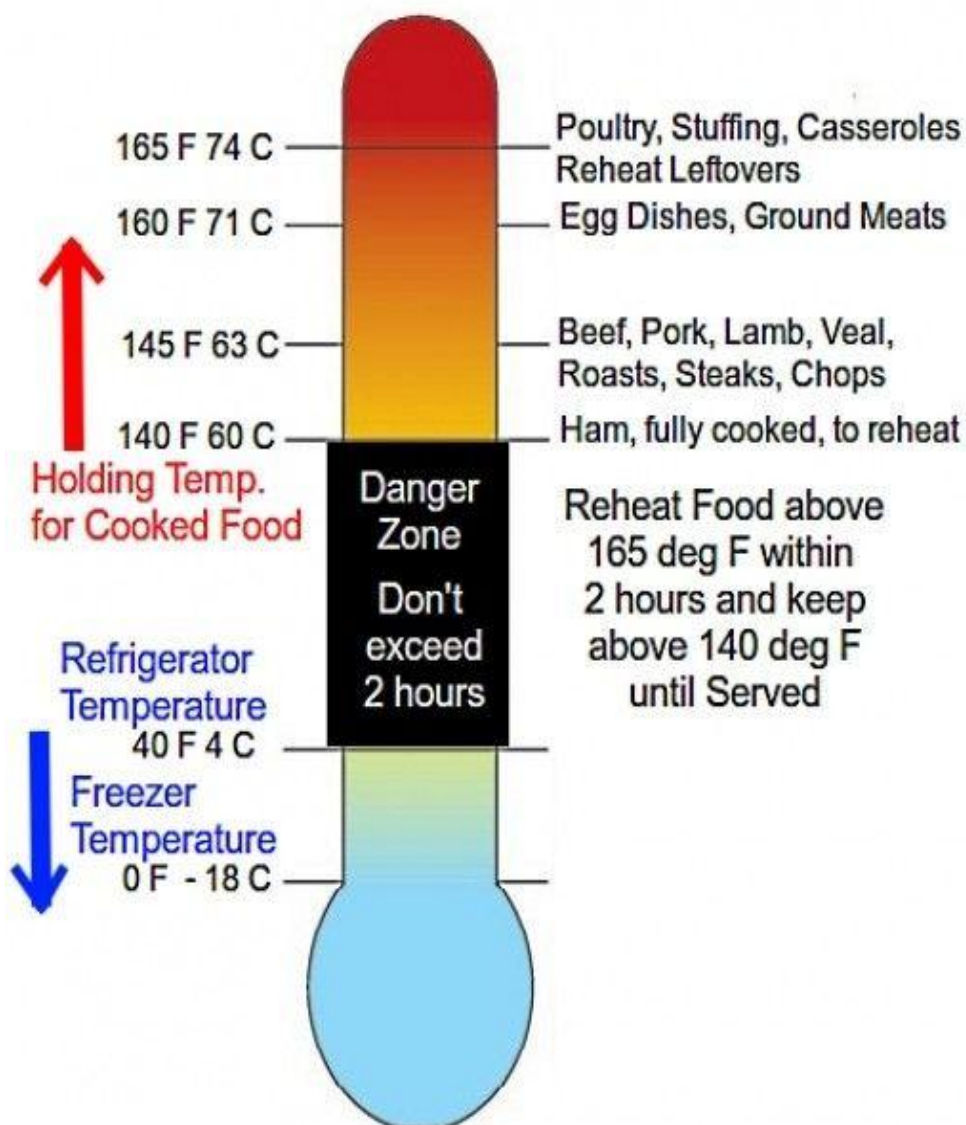 165 F 74 C
Poultry, Stuffing, Casseroles
Reheat Leftovers
160 F 71 C
Egg Dishes, Ground Meats
145 F 63 C
Beef, Pork, Lamb, Veal,
Roasts, Steaks, Chops
140 F 60 C
Ham, fully cooked, to reheat
Holding Temp.
for Cooked Food
Danger
Zone
Don't
exceed
2 hours
Reheat Food above
165 deg F within
2 hours and keep
above 140 deg F
until Served
Refrigerator
Temperature
40 F 4 C
Freezer
Temperature
0 F - 18 C